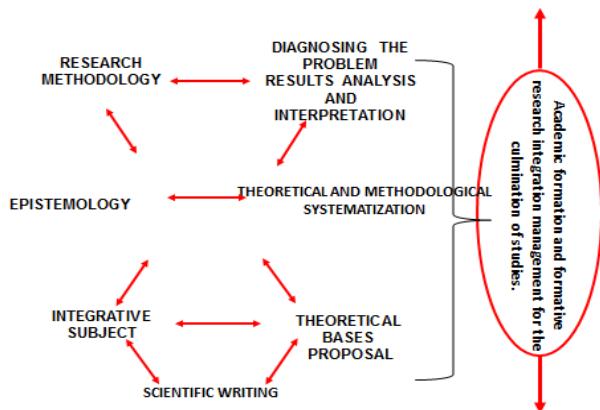 RESEARCH
METHODOLOGY
DIAGNOSING THE
PROBLEM
RESULTS ANALYSIS
AND
INTERPRETATION
EPISTEMOLOGY
THEORETICAL AND METHODOLOGICAL
SYSTEMATIZATION
INTEGRATIVE
SUBJECT
THEORETICAL
BASES
PROPOSAL
SCIENTIFIC WRITING
Academic formation and formative
research integration management for the
culmination of studies.